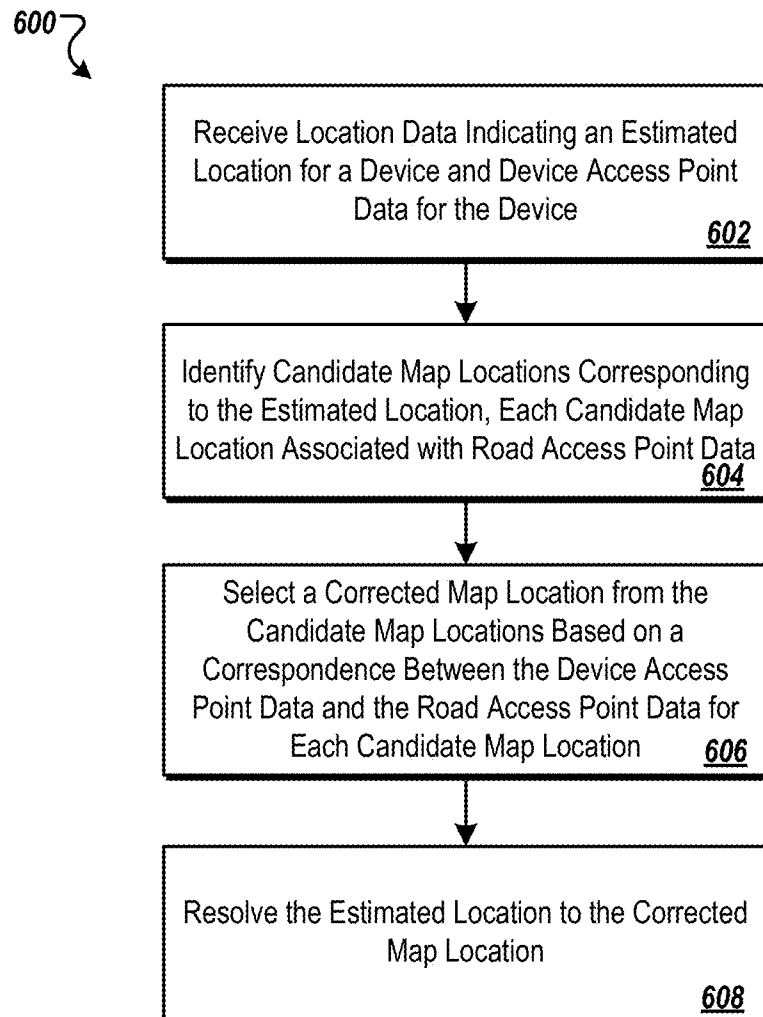 600
Receive Location Data Indicating an Estimated
Location for a Device and Device Access Point
Data for the Device
602
Identify Candidate Map Locations Corresponding
to the Estimated Location, Each Candidate Map
Location Associated with Road Access Point Data
604
Select a Corrected Map Location from the
Candidate Map Locations Based on a
Correspondence Between the Device Access
Point Data and the Road Access Point Data for
Each Candidate Map Location
606
Resolve the Estimated Location to the Corrected
Map Location
608